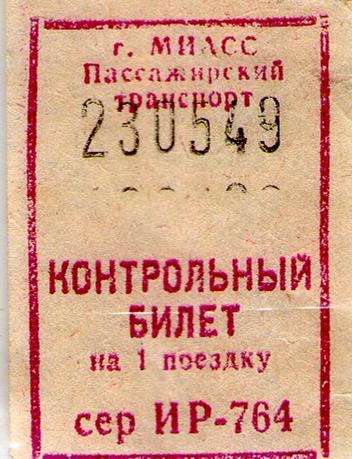 г. МИАСС
Пассажирский
транспорт
230549
КОНТРОЛЬНЫЙ
БИЛЕТ
на 1 поездку
сер ИР-764